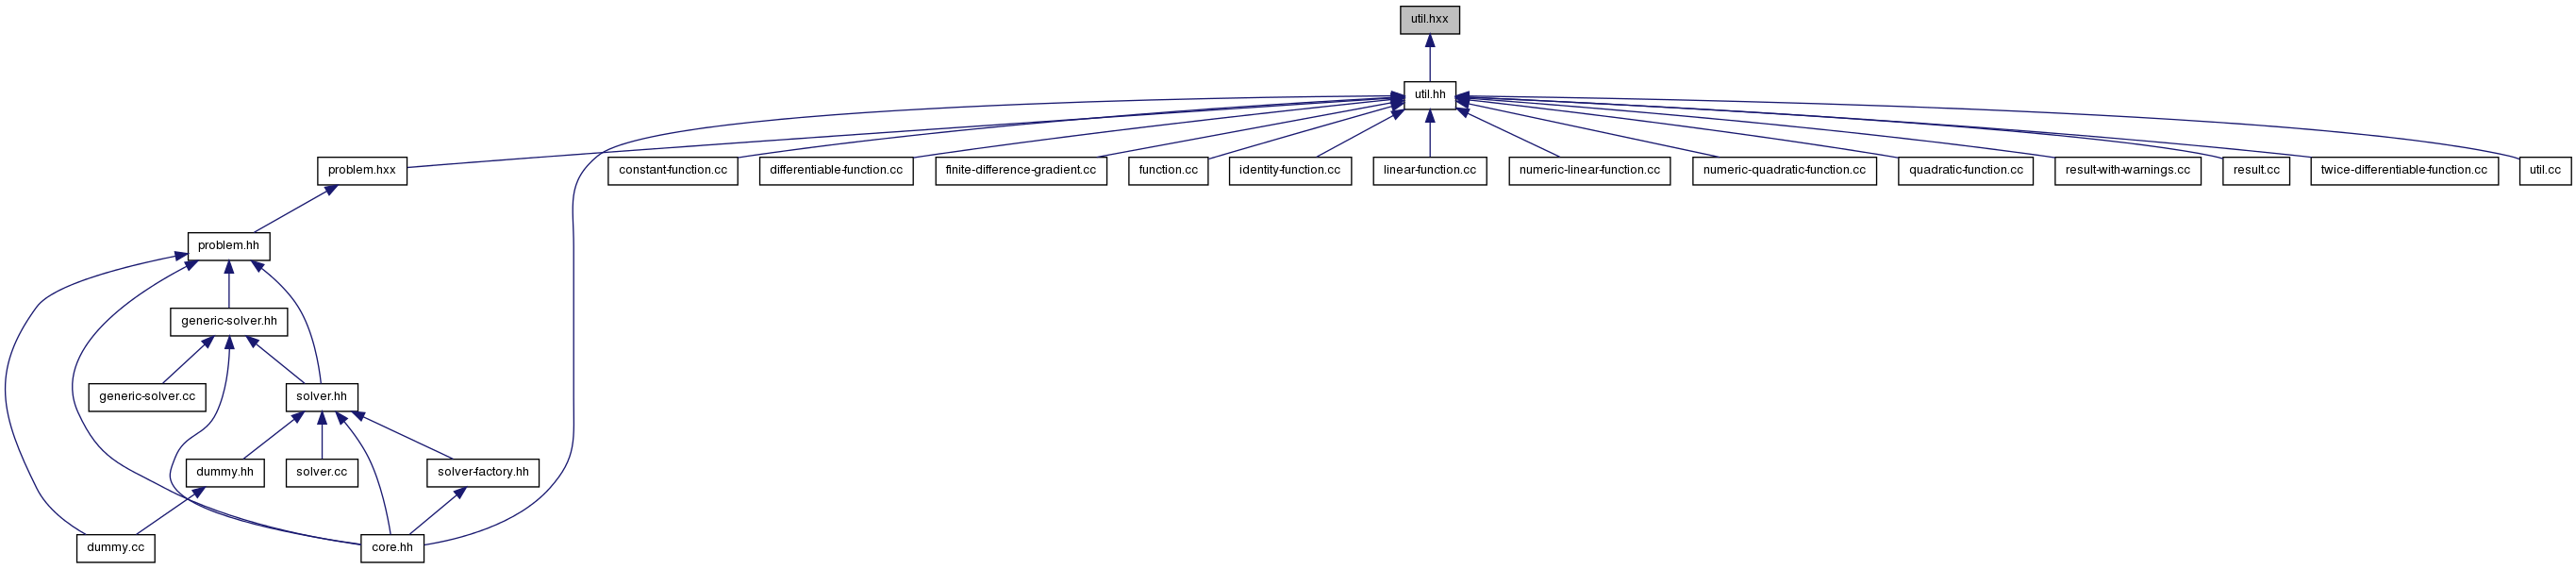 util.hxx
util.hh
problem.hxx
constant-function.cc
differentiable-function.cc
finite-difference-gradient.cc
function.cc
identity-function.cc
linear-function.cc
numeric-linear-function.cc
numeric-quadratic-function.cc
quadratic-function.cc
result-with-warnings.cc
result.cc
twice-differentiable-function.cc
util.cc
problem.hh
generic-solver.hh
generic-solver.cc
solver.hh
dummy.hh
solver.cc
solver-factory.hh
dummy.cc
core.hh